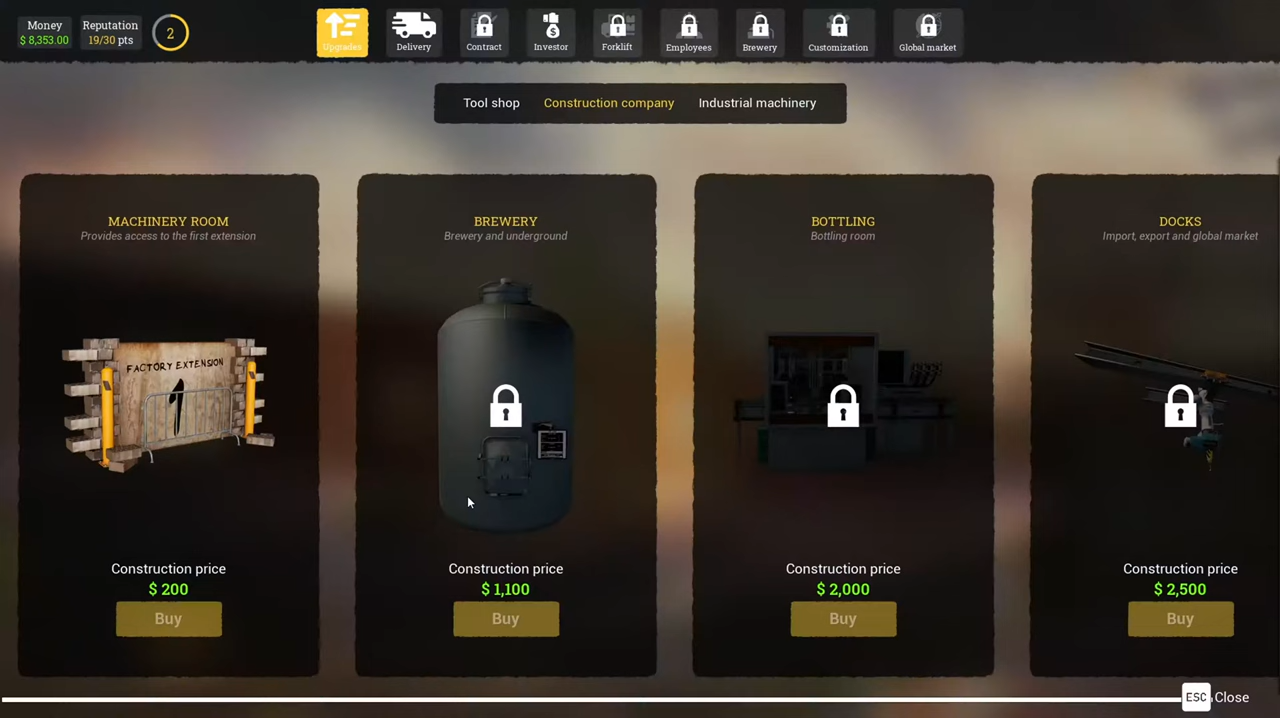 Money
$ 8,353.00
Reputation
19/30 pts
2
Upgrades
Delivery
Contract
Investor
Forklift
Employees
Brewery
Customization
Global market
Tool shop
Construction company
Industrial machinery
MACHINERY ROOM
Provides access to the first extension
FACTORY EXTENSION
1
Construction price
$ 200
Buy
BREWERY
Brewery and underground
Construction price
$ 1,100
Buy
BOTTLING
Bottling room
Construction price
$ 2,000
Buy
DOCKS
Import, export and global market
Construction price
$ 2,500
Buy
ESC Close